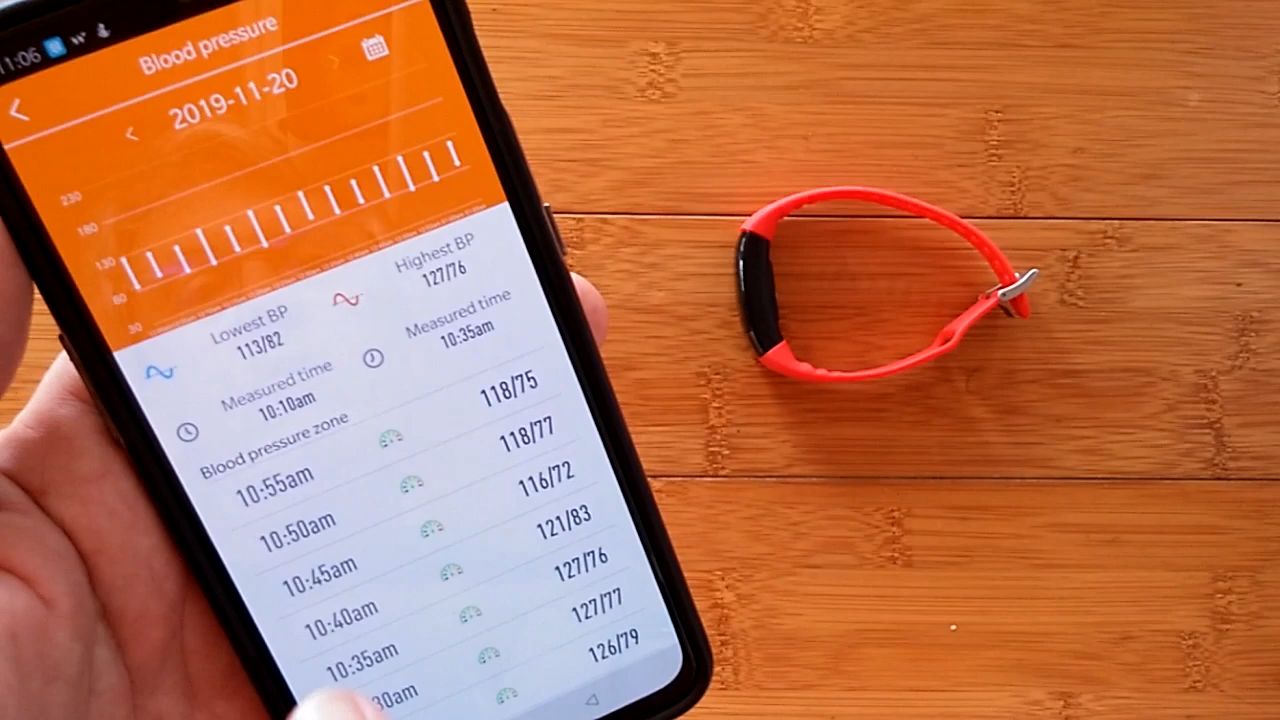 11:06
Blood pressure
2019-11-20
230
180
130
80
30
Lowest BP
113/82
Highest BP
127/76
Measured time
10:10am
Measured time
10:35am
Blood pressure zone
10:55am 118/75
10:50am 118/77
10:45am 116/72
10:40am 121/83
10:35am 127/76
30am 127/77
126/79